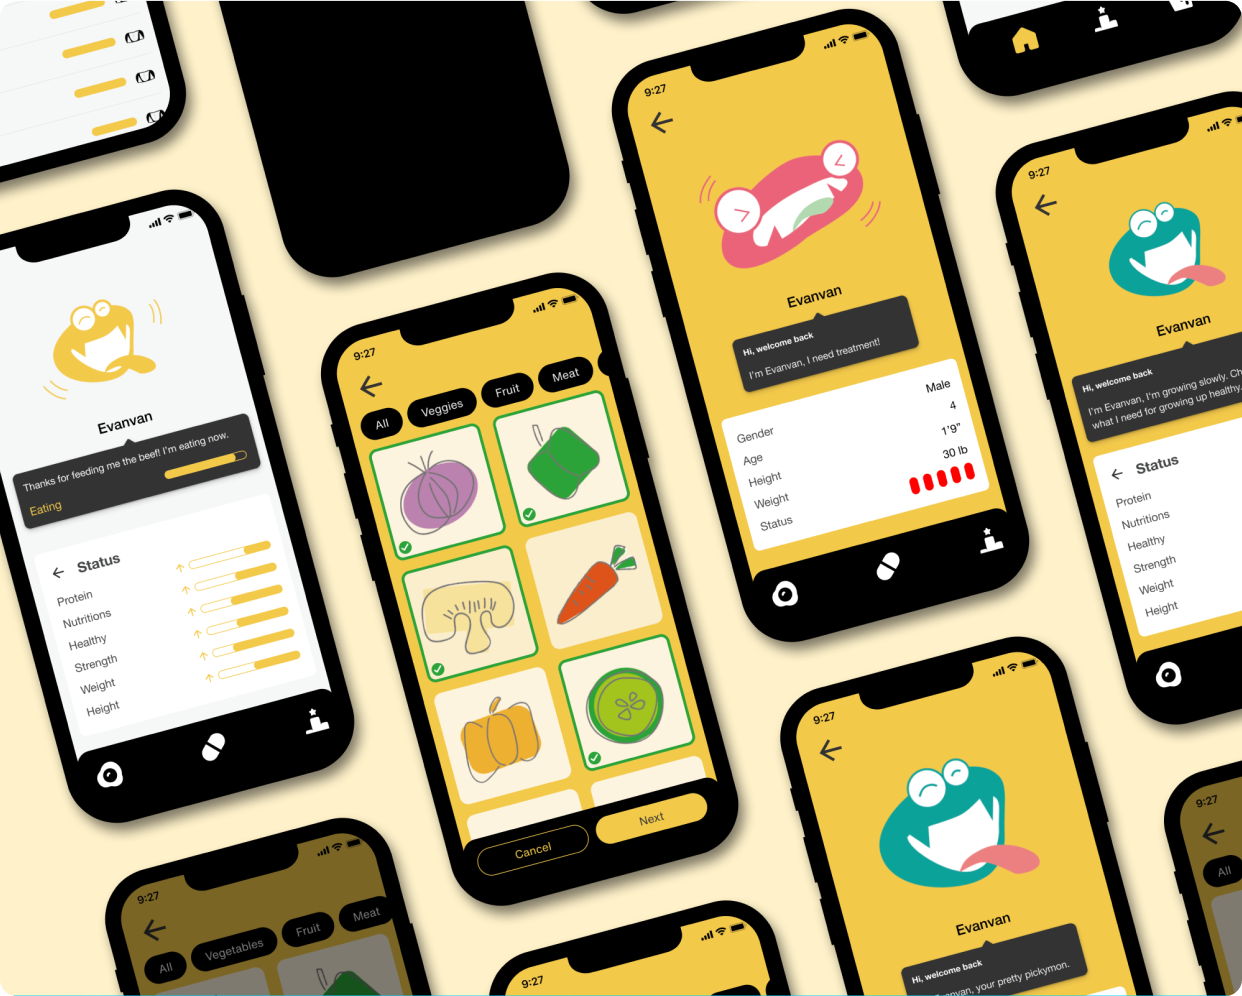 Evanvan
Thanks for feeding me the beef! I'm eating now.
Eating
Status
Protein
Nutritions
Healthy
Strength
Weight
Height
9:27
All
Veggies
Fruit
Meat
Cancel
Next
9:27
Evanvan
Hi, welcome back
I'm Evanvan, I need treatment!
Gender
Male
Age
4
Height
1'9"
Weight
30 lb
Status
9:27
Evanvan
Hi, welcome back
I'm Evanvan, I'm growing slowly. Ch
what I need for growing up healthy.
Status
Protein
Nutritions
Healthy
Strength
Weight
Height
9:27
All
Vegetables
Fruit
Meat
9:27
9:27
Evanvan
Hi, welcome back
Evanvan, your pretty pickymon.
9:27
All